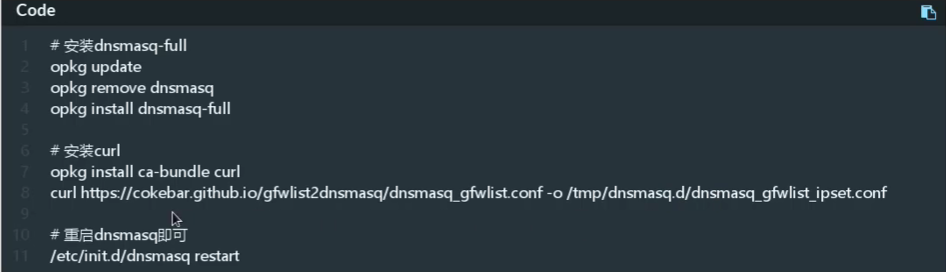 Code
1 # 安装dnsmasq-full
2 opkg update
3 opkg remove dnsmasq
4 opkg install dnsmasq-full
5
6 # 安装curl
7 opkg install ca-bundle curl
8 curl https://cokebar.github.io/gfwlist2dnsmasq/dnsmasq_gfwlist.conf -o /tmp/dnsmasq.d/dnsmasq_gfwlist_ipset.conf
9
10 # 重启dnsmasq即可
11 /etc/init.d/dnsmasq restart